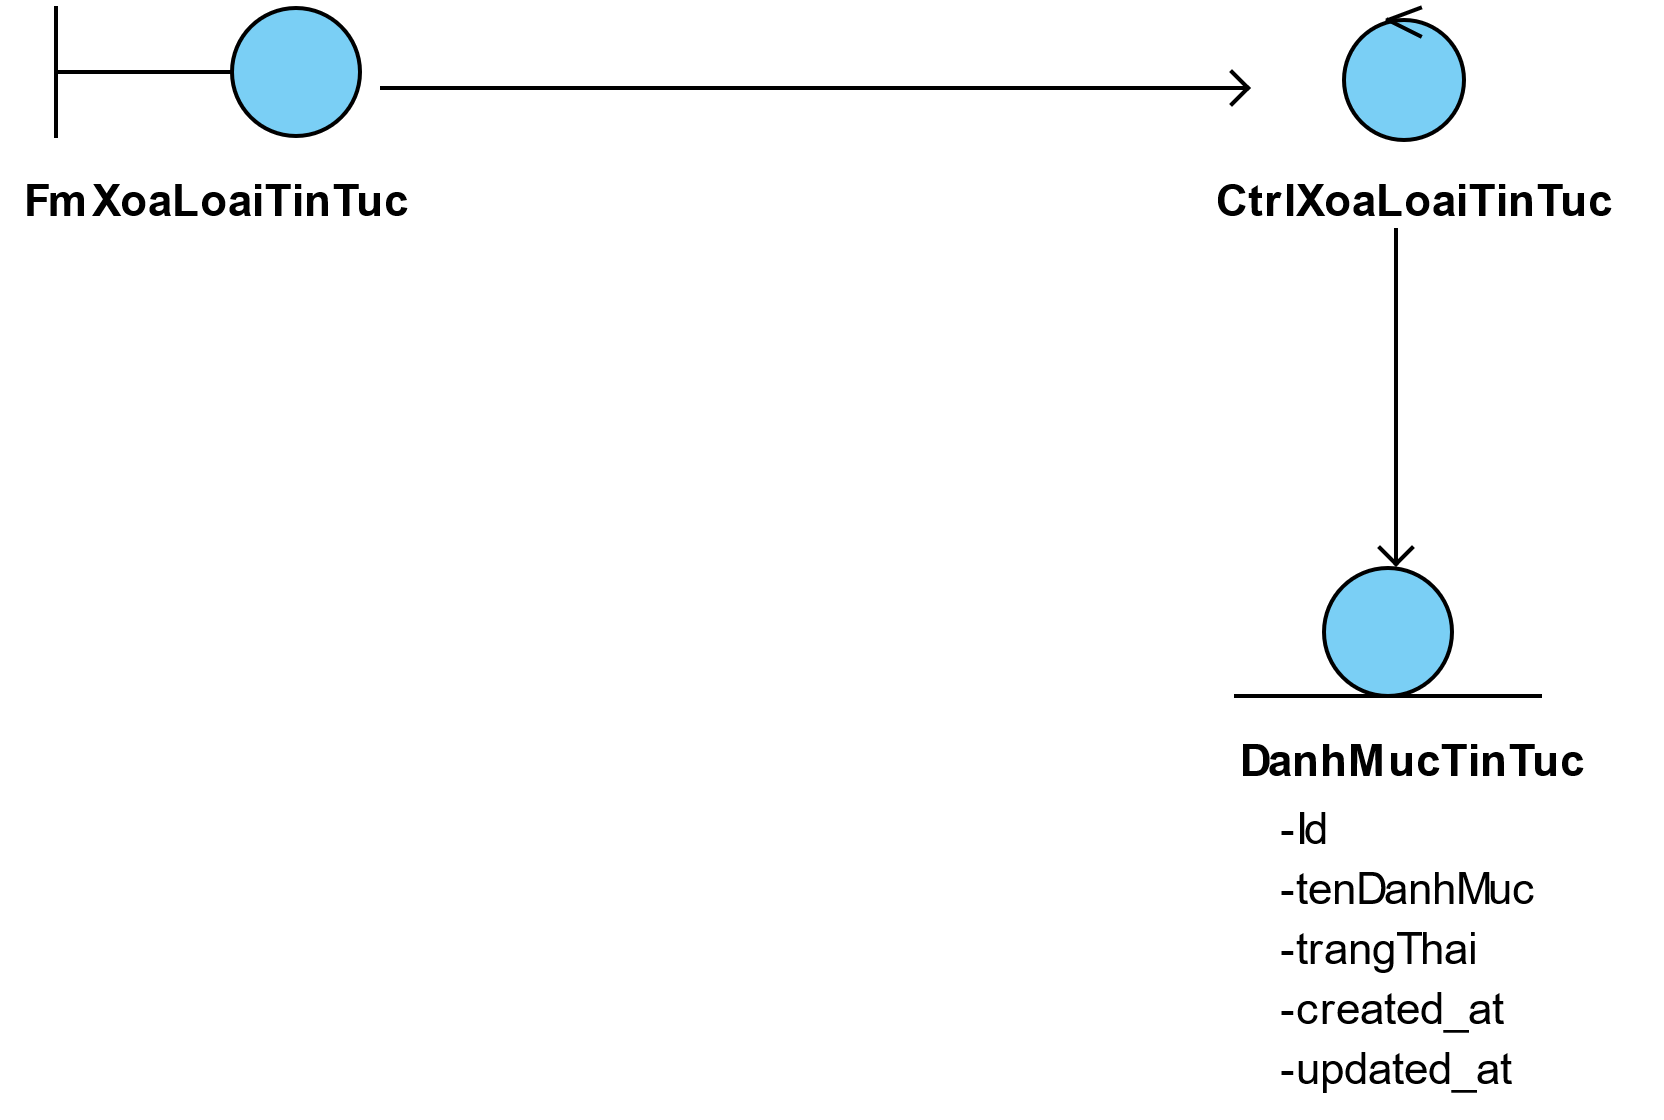 FmXoaLoaiTinTuc
CtrlXoaLoaiTinTuc
DanhMucTinTuc
-Id
-tenDanhMuc
-trangThai
-created_at
-updated_at